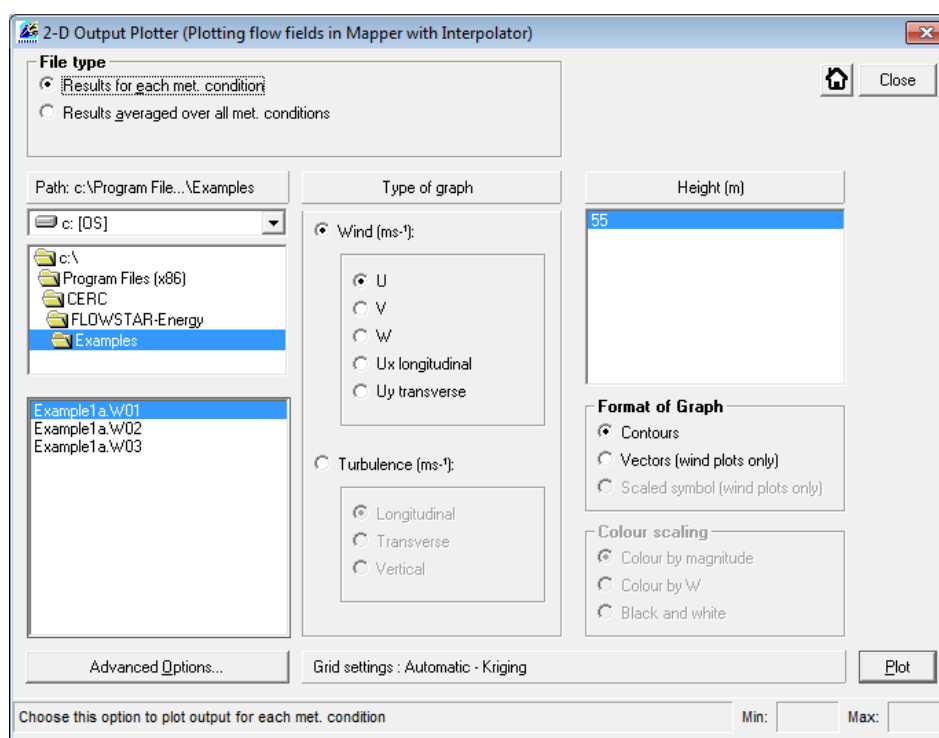 2-D Output Plotter (Plotting flow fields in Mapper with Interpolator)
File type
Results for each met. condition
Results averaged over all met. conditions
Close
Path: c:\Program File...\Examples
c: [OS]
c:\
Program Files (x86)
CERC
FLOWSTAR-Energy
Examples
Example1a.W01
Example1a.W02
Example1a.W03
Advanced Options...
Type of graph
Wind (ms-¹):
U
V
W
Ux longitudinal
Uy transverse
Turbulence (ms-¹):
Longitudinal
Transverse
Vertical
Height (m)
55
Format of Graph
Contours
Vectors (wind plots only)
Scaled symbol (wind plots only)
Colour scaling
Colour by magnitude
Colour by W
Black and white
Grid settings : Automatic - Kriging
Plot
Choose this option to plot output for each met. condition
Min:
Max: